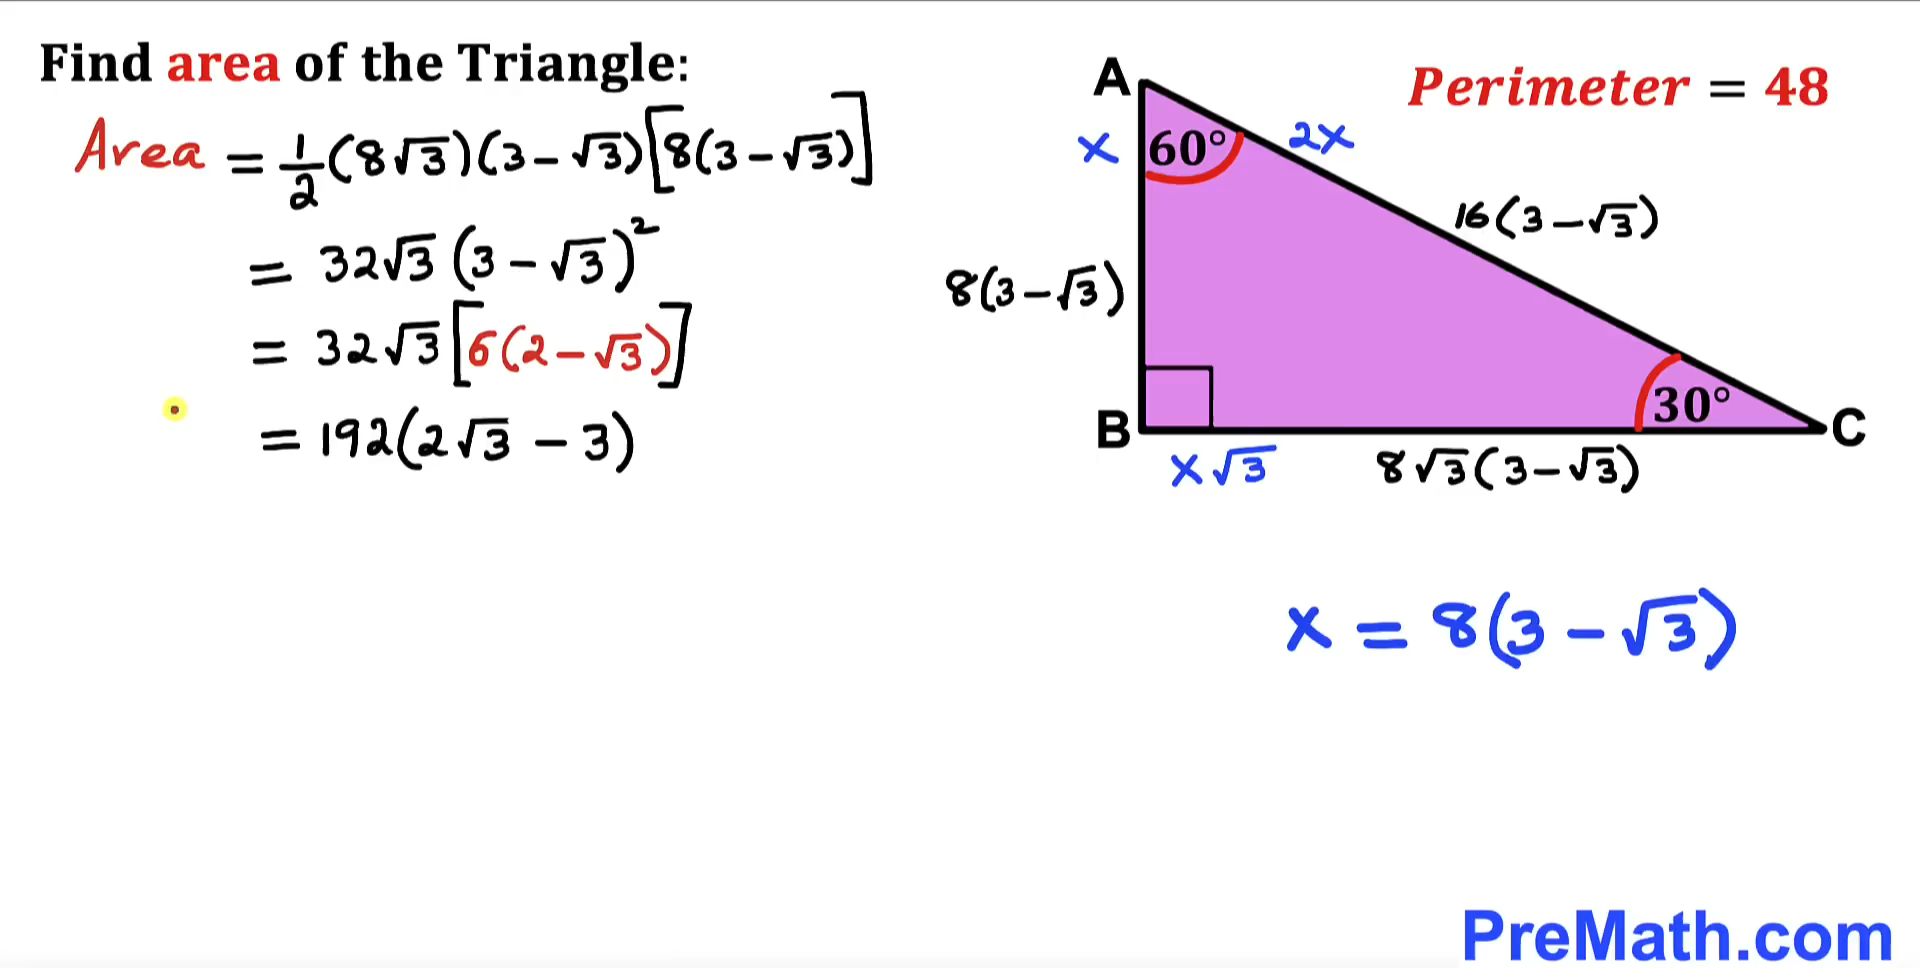 Find area of the Triangle:
Area = 1/2 (8√3)(3-√3)[8(3-√3)]
= 32√3 (3-√3)²
= 32√3 [6(2-√3)]
= 192(2√3 - 3)
Perimeter = 48
A
x
60°
2x
16(3-√3)
8(3-√3)
30°
B
C
x√3
8√3(3-√3)
x = 8(3-√3)
PreMath.com